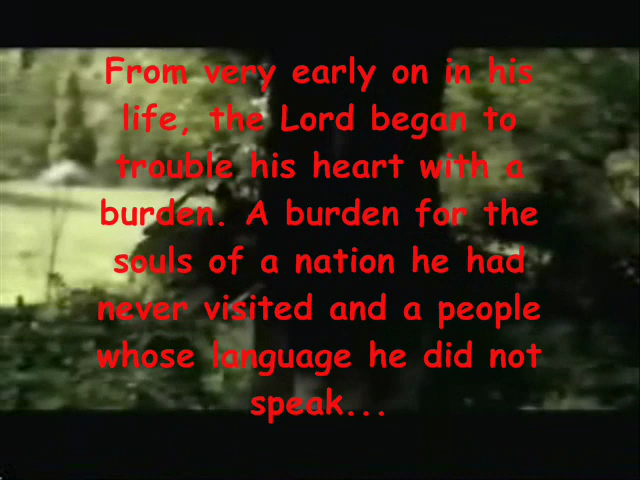 From very early on in his
life, the Lord began to
trouble his heart with a
burden. A burden for the
souls of a nation he had
never visited and a people
whose language he did not
speak...